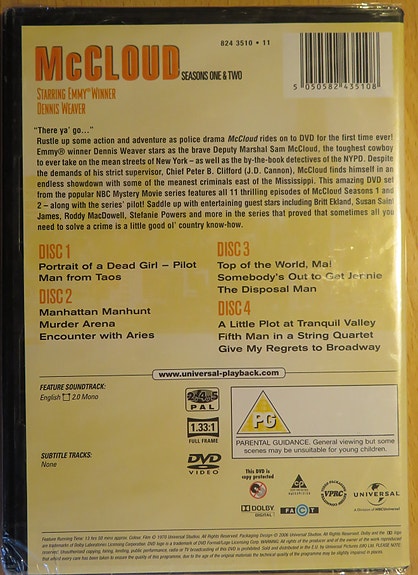 824 3510 • 11
McCLOUD SEASONS ONE & TWO
STARRING EMMY® WINNER
DENNIS WEAVER
5 050582 435108
"There ya' go..."
Rustle up some action and adventure as police drama McCloud rides on to DVD for the first time ever!
Emmy® winner Dennis Weaver stars as the brave Deputy Marshal Sam McCloud, the toughest cowboy
to ever take on the mean streets of New York – as well as the by-the-book detectives of the NYPD. Despite
the demands of his strict supervisor, Chief Peter B. Clifford (J.D. Cannon), McCloud finds himself in an
endless showdown with some of the meanest criminals east of the Mississippi. This amazing DVD set
from the popular NBC Mystery Movie series features all 11 thrilling episodes of McCloud Seasons 1 and
2 – along with the series' pilot! Saddle up with entertaining guest stars including Britt Ekland, Susan Saint
James, Roddy MacDowell, Stefanie Powers and more in the series that proved that sometimes all you
need to solve a crime is a little good ol' country know-how.
DISC 1
Portrait of a Dead Girl – Pilot
Man from Taos
DISC 2
Manhattan Manhunt
Murder Arena
Encounter with Aries
DISC 3
Top of the World, Ma!
Somebody's Out to Get Jennie
The Disposal Man
DISC 4
A Little Plot at Tranquil Valley
Fifth Man in a String Quartet
Give My Regrets to Broadway
www.universal-playback.com
FEATURE SOUNDTRACK:
English 2.0 Mono
SUBTITLE TRACKS:
None
2 4 5
PAL
1.33:1
FULL FRAME
DVD
VIDEO
PG
PARENTAL GUIDANCE. General viewing but some
scenes may be unsuitable for young children.
This DVD is
copy protected
DOLBY
DIGITAL
FACT
VPRC
UNIVERSAL